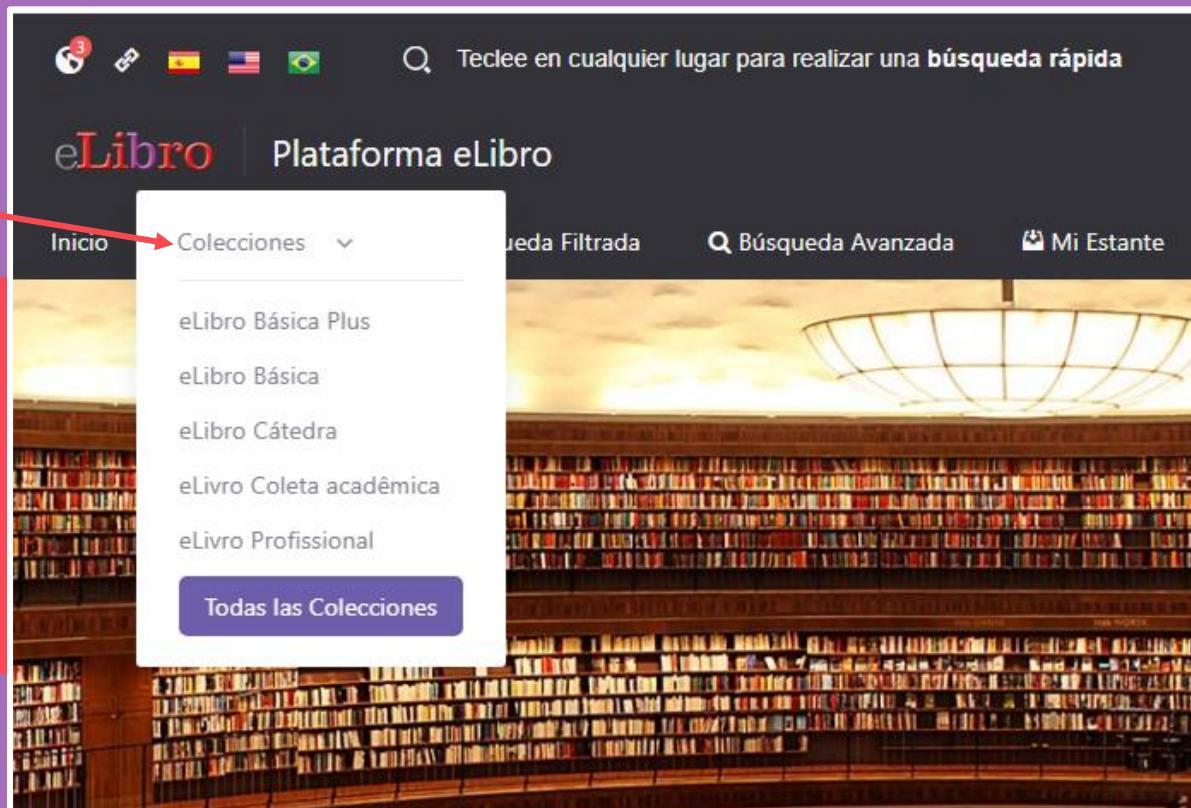 3
Teclee en cualquier lugar para realizar una búsqueda rápida
eLibro
Plataforma eLibro
Inicio
Colecciones
ueda Filtrada
Búsqueda Avanzada
Mi Estante
eLibro Básica Plus
eLibro Básica
eLibro Cátedra
eLivro Coleta acadêmica
eLivro Profissional
Todas las Colecciones